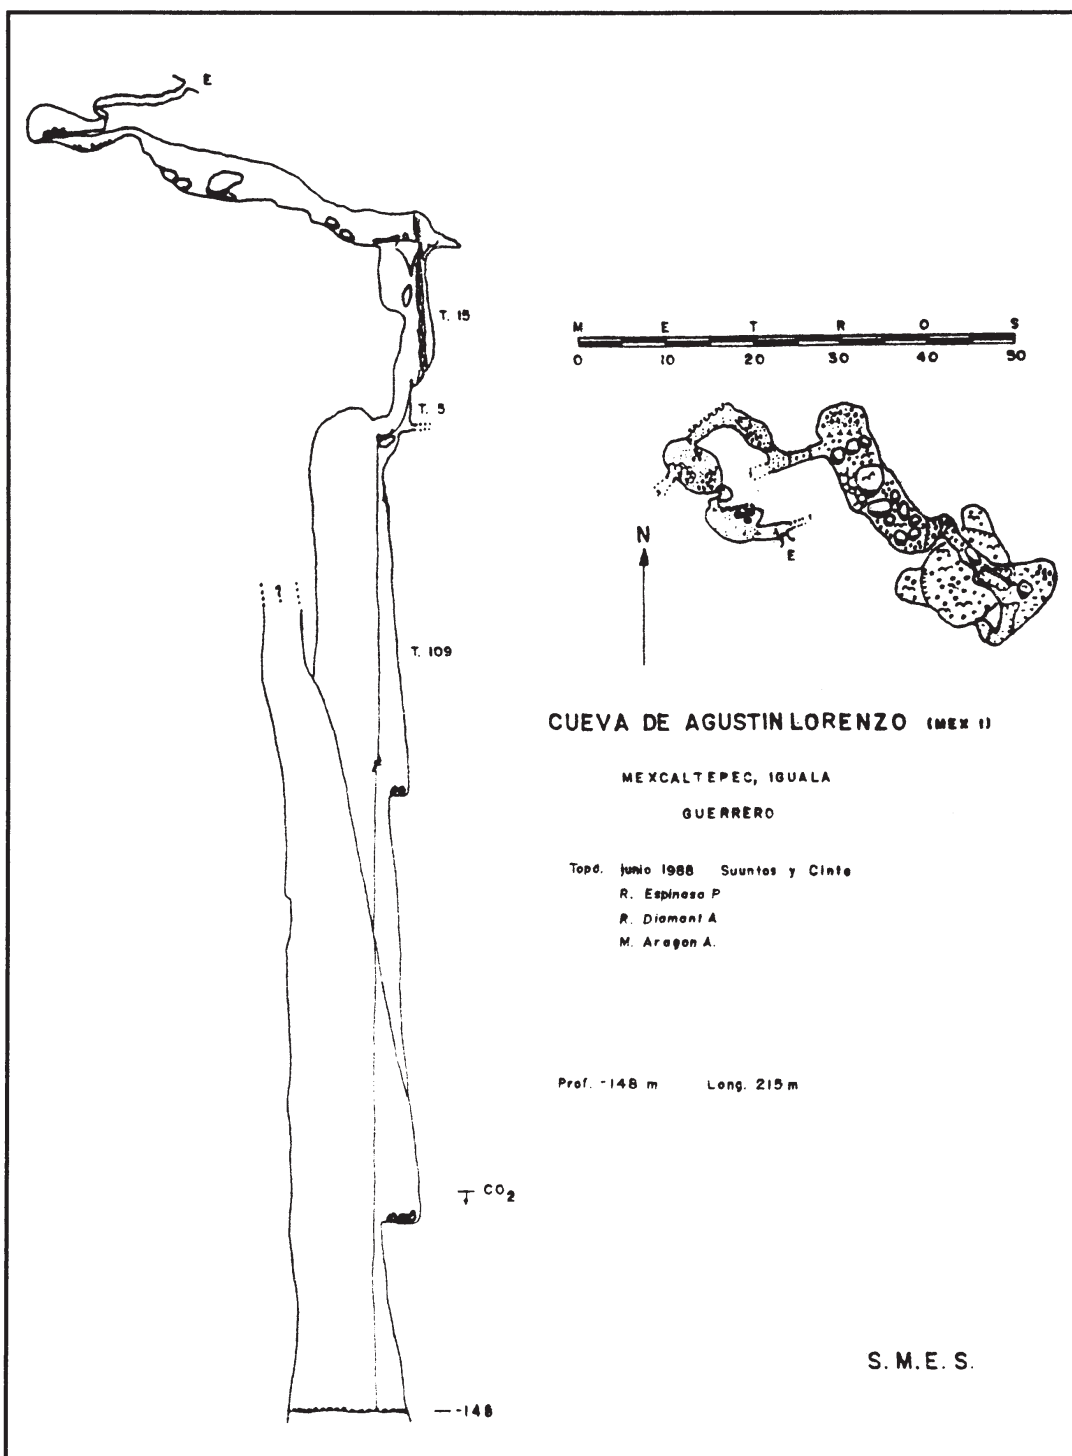 E
T. 15
T. 5
?
T. 109
CO2
-148
M E T R O S
0 10 20 30 40 50
N
E
CUEVA DE AGUSTIN LORENZO (MEX 1)
MEXCALTEPEC, IGUALA
GUERRERO
Topo. junio 1988 Suuntos y Cinta
R. Espinasa P
R. Diamant A
M. Aragon A.
Prof. -148 m Long. 215 m
S. M. E. S.